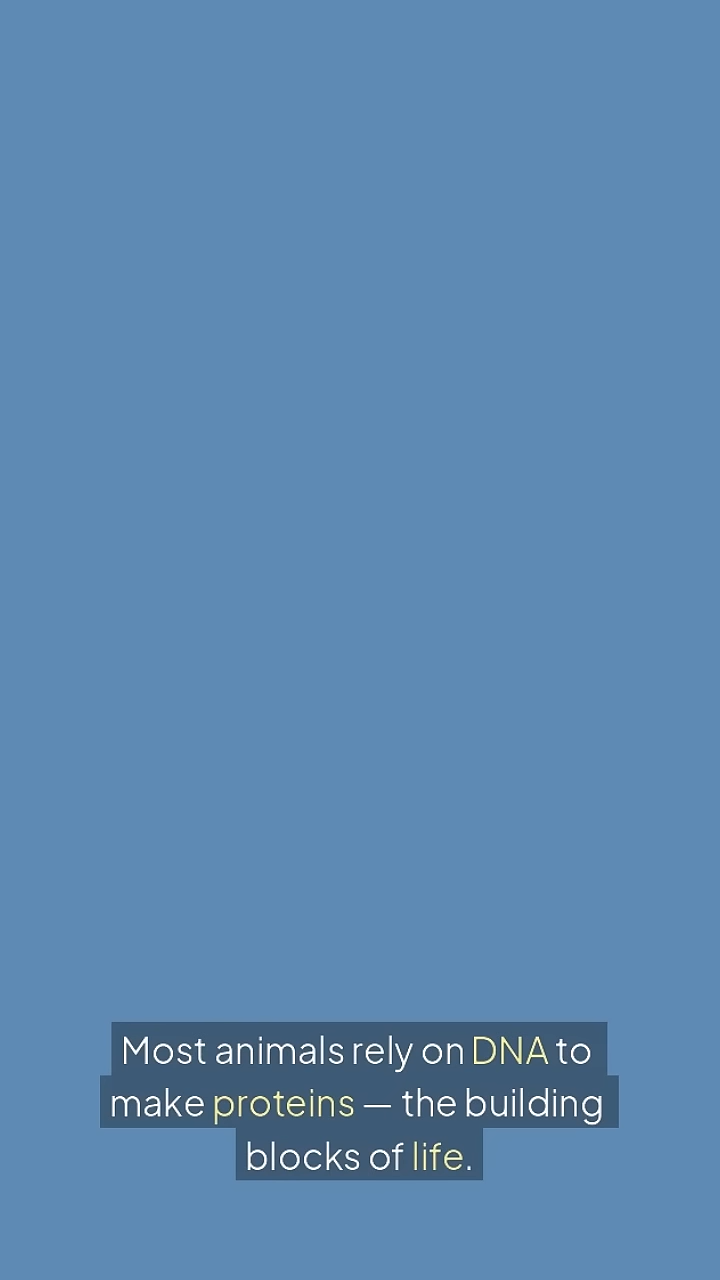 Most animals rely on DNA to
make proteins — the building
blocks of life.